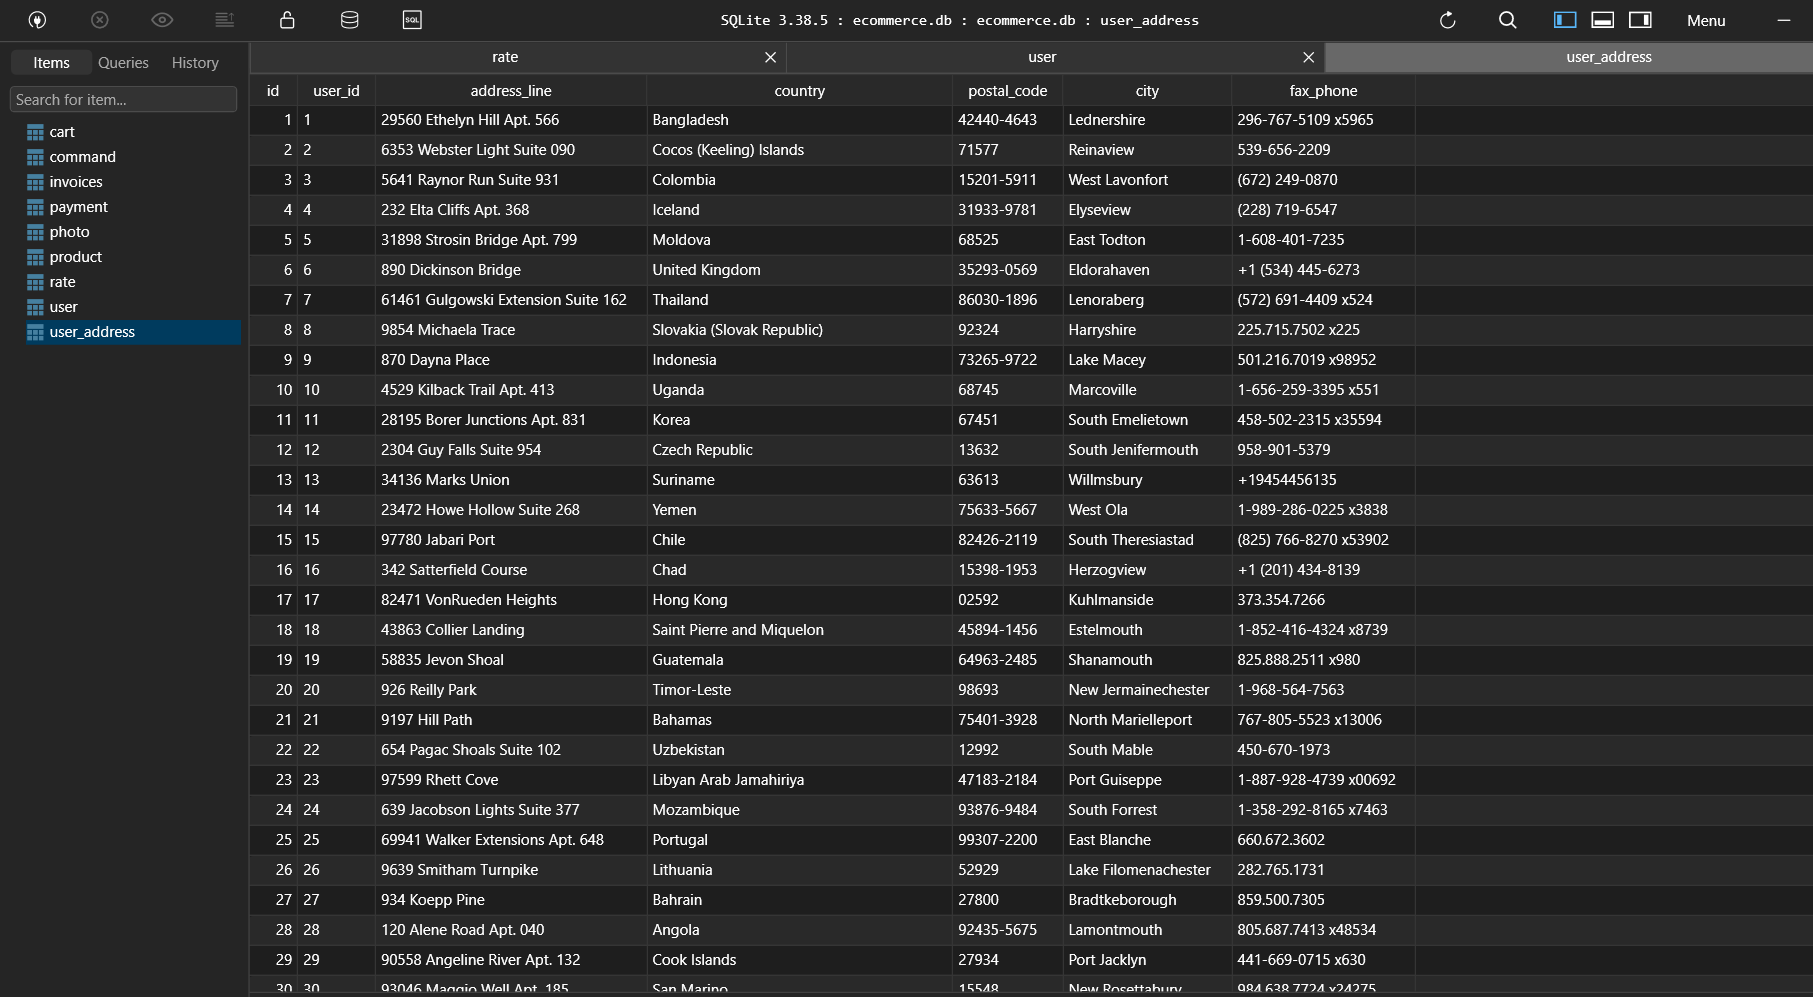 SQL
SQLite 3.38.5 : ecommerce.db : ecommerce.db : user_address
Menu
Items Queries History
Search for item...
cart
command
invoices
payment
photo
product
rate
user
user_address
rate user user_address
id user_id address_line country postal_code city fax_phone
1 1 29560 Ethelyn Hill Apt. 566 Bangladesh 42440-4643 Lednershire 296-767-5109 x5965
2 2 6353 Webster Light Suite 090 Cocos (Keeling) Islands 71577 Reinaview 539-656-2209
3 3 5641 Raynor Run Suite 931 Colombia 15201-5911 West Lavonfort (672) 249-0870
4 4 232 Elta Cliffs Apt. 368 Iceland 31933-9781 Elyseview (228) 719-6547
5 5 31898 Strosin Bridge Apt. 799 Moldova 68525 East Todton 1-608-401-7235
6 6 890 Dickinson Bridge United Kingdom 35293-0569 Eldorahaven +1 (534) 445-6273
7 7 61461 Gulgowski Extension Suite 162 Thailand 86030-1896 Lenoraberg (572) 691-4409 x524
8 8 9854 Michaela Trace Slovakia (Slovak Republic) 92324 Harryshire 225.715.7502 x225
9 9 870 Dayna Place Indonesia 73265-9722 Lake Macey 501.216.7019 x98952
10 10 4529 Kilback Trail Apt. 413 Uganda 68745 Marcoville 1-656-259-3395 x551
11 11 28195 Borer Junctions Apt. 831 Korea 67451 South Emelietown 458-502-2315 x35594
12 12 2304 Guy Falls Suite 954 Czech Republic 13632 South Jenifermouth 958-901-5379
13 13 34136 Marks Union Suriname 63613 Willmsbury +19454456135
14 14 23472 Howe Hollow Suite 268 Yemen 75633-5667 West Ola 1-989-286-0225 x3838
15 15 97780 Jabari Port Chile 82426-2119 South Theresiastad (825) 766-8270 x53902
16 16 342 Satterfield Course Chad 15398-1953 Herzogview +1 (201) 434-8139
17 17 82471 VonRueden Heights Hong Kong 02592 Kuhlmanside 373.354.7266
18 18 43863 Collier Landing Saint Pierre and Miquelon 45894-1456 Estelmouth 1-852-416-4324 x8739
19 19 58835 Jevon Shoal Guatemala 64963-2485 Shanamouth 825.888.2511 x980
20 20 926 Reilly Park Timor-Leste 98693 New Jermainechester 1-968-564-7563
21 21 9197 Hill Path Bahamas 75401-3928 North Marielleport 767-805-5523 x13006
22 22 654 Pagac Shoals Suite 102 Uzbekistan 12992 South Mable 450-670-1973
23 23 97599 Rhett Cove Libyan Arab Jamahiriya 47183-2184 Port Guiseppe 1-887-928-4739 x00692
24 24 639 Jacobson Lights Suite 377 Mozambique 93876-9484 South Forrest 1-358-292-8165 x7463
25 25 69941 Walker Extensions Apt. 648 Portugal 99307-2200 East Blanche 660.672.3602
26 26 9639 Smitham Turnpike Lithuania 52929 Lake Filomenachester 282.765.1731
27 27 934 Koepp Pine Bahrain 27800 Bradtkeborough 859.500.7305
28 28 120 Alene Road Apt. 040 Angola 92435-5675 Lamontmouth 805.687.7413 x48534
29 29 90558 Angeline River Apt. 132 Cook Islands 27934 Port Jacklyn 441-669-0715 x630
30 30 93046 Maggio Well Apt. 185 San Marino 15548 New Rosettabury 984.638.7724 x24275